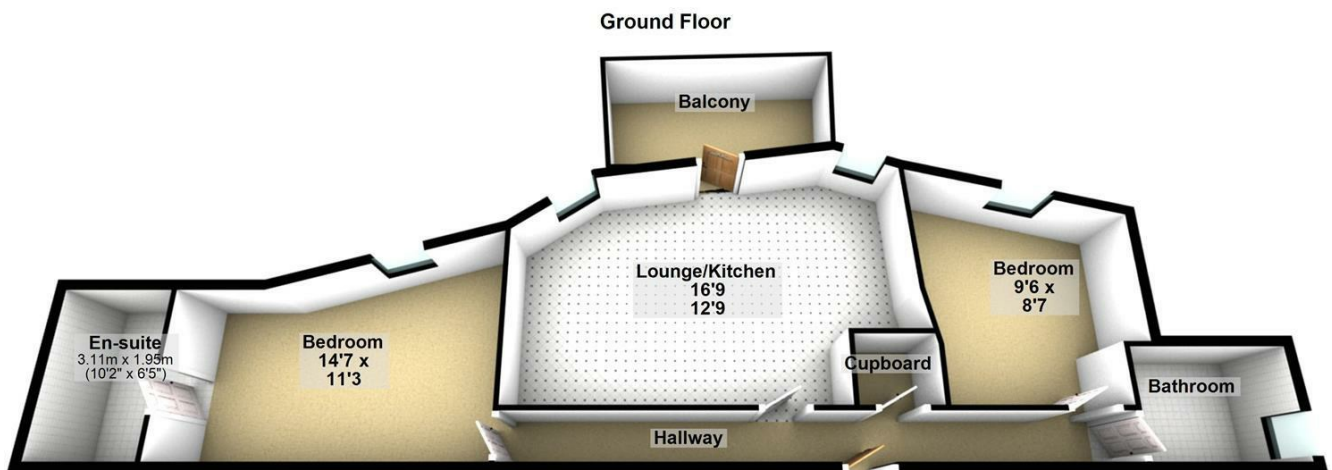 Ground Floor
Balcony
Lounge/Kitchen
16'9
12'9
Bedroom
9'6 x
8'7
En-suite
3.11m x 1.95m
(10'2" x 6'5")
Bedroom
14'7 x
11'3
Cupboard
Bathroom
Hallway